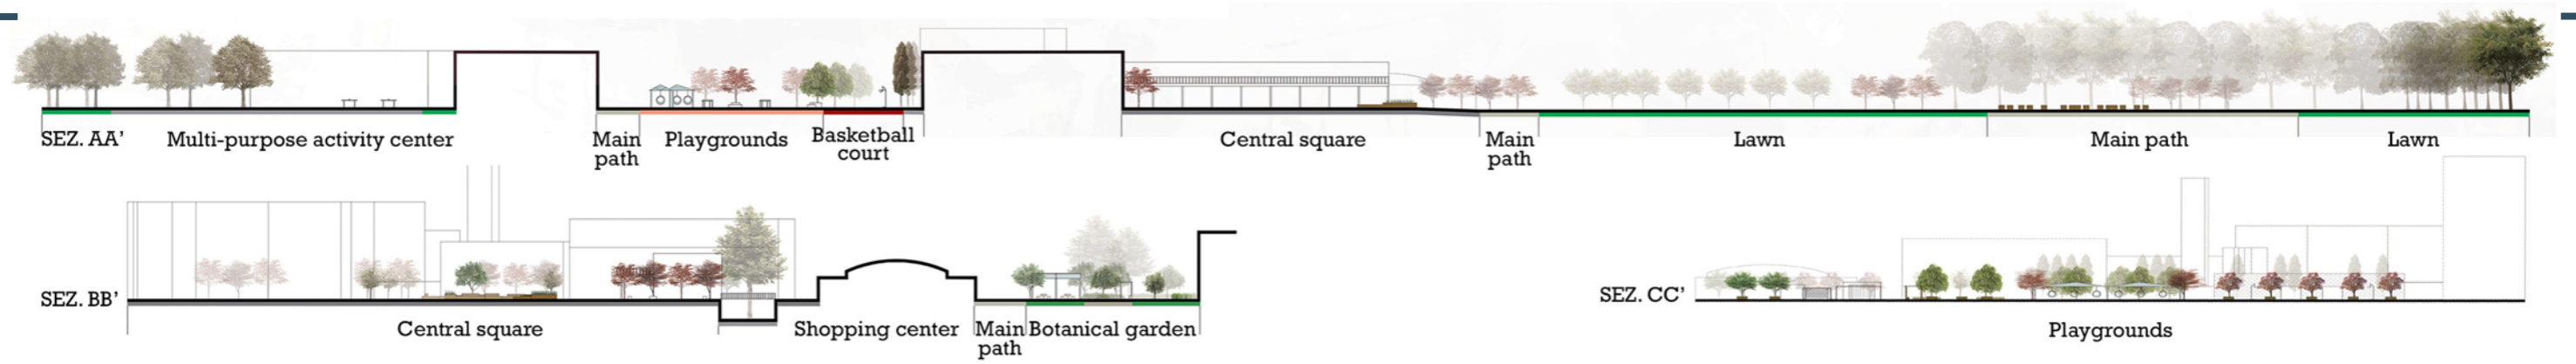 SEZ. AA’ Multi-purpose activity center Main path Playgrounds Basketball court Central square Main path Lawn Main path Lawn
SEZ. BB’ Central square Shopping center Main path Botanical garden
SEZ. CC’ Playgrounds